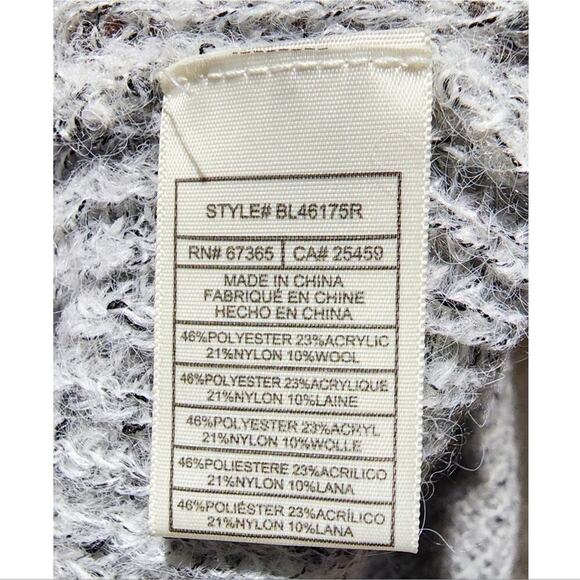 STYLE# BL46175R
RN# 67365 CA# 25459
MADE IN CHINA
FABRIQUÉ EN CHINE
HECHO EN CHINA
46%POLYESTER 23%ACRYLIC
21%NYLON 10%WOOL
46%POLYESTER 23%ACRYLIQUE
21%NYLON 10%LAINE
46%POLYESTER 23%ACRYL
21%NYLON 10%WOLLE
46%POLIESTERE 23%ACRILICO
21%NYLON 10%LANA
46%POLIÉSTER 23%ACRÍLICO
21%NYLON 10%LANA